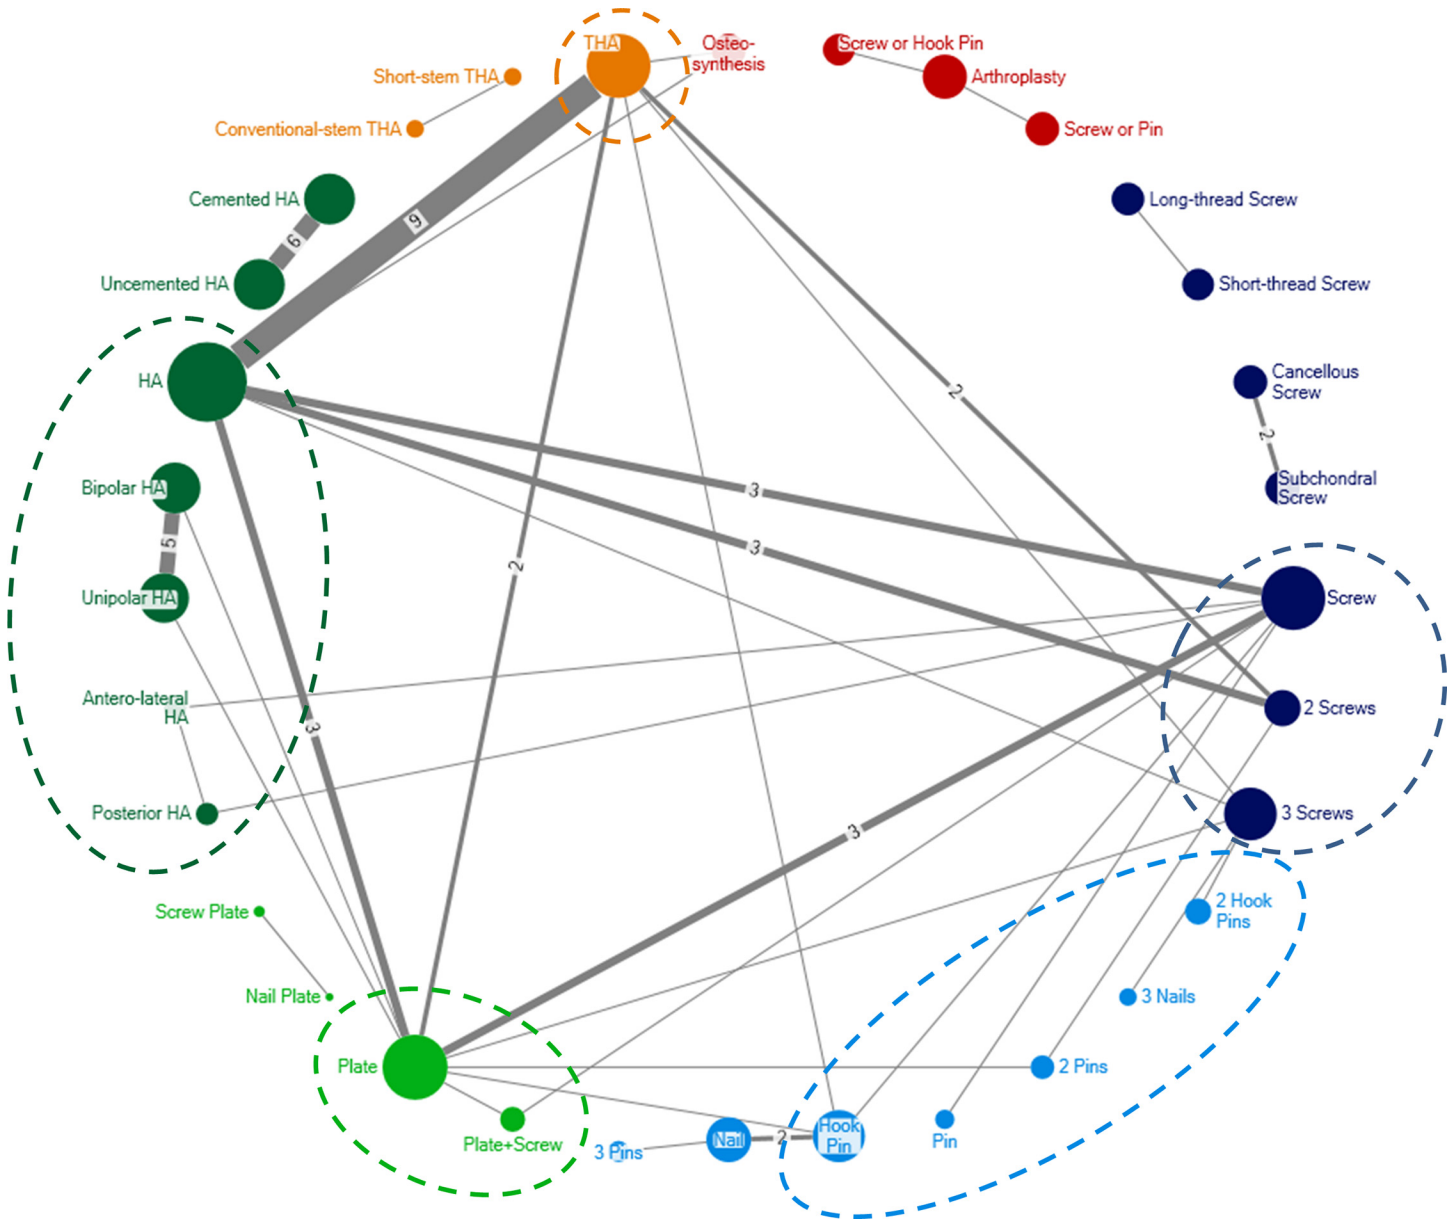 THA
Osteo-
synthesis
Screw or Hook Pin
Short-stem THA
Arthroplasty
Conventional-stem THA
Screw or Pin
Cemented HA
Long-thread Screw
9
6
Uncemented HA
Short-thread Screw
HA
Cancellous
Screw
2
2
Bipolar HA
3
Subchondral
Screw
5
3
2
Unipolar HA
Screw
Antero-lateral
HA
2 Screws
3
Posterior HA
3 Screws
3
Screw Plate
2 Hook
Pins
Nail Plate
3 Nails
Plate
2 Pins
Plate+Screw
3 Pins
Nail
2
Hook
Pin
Pin